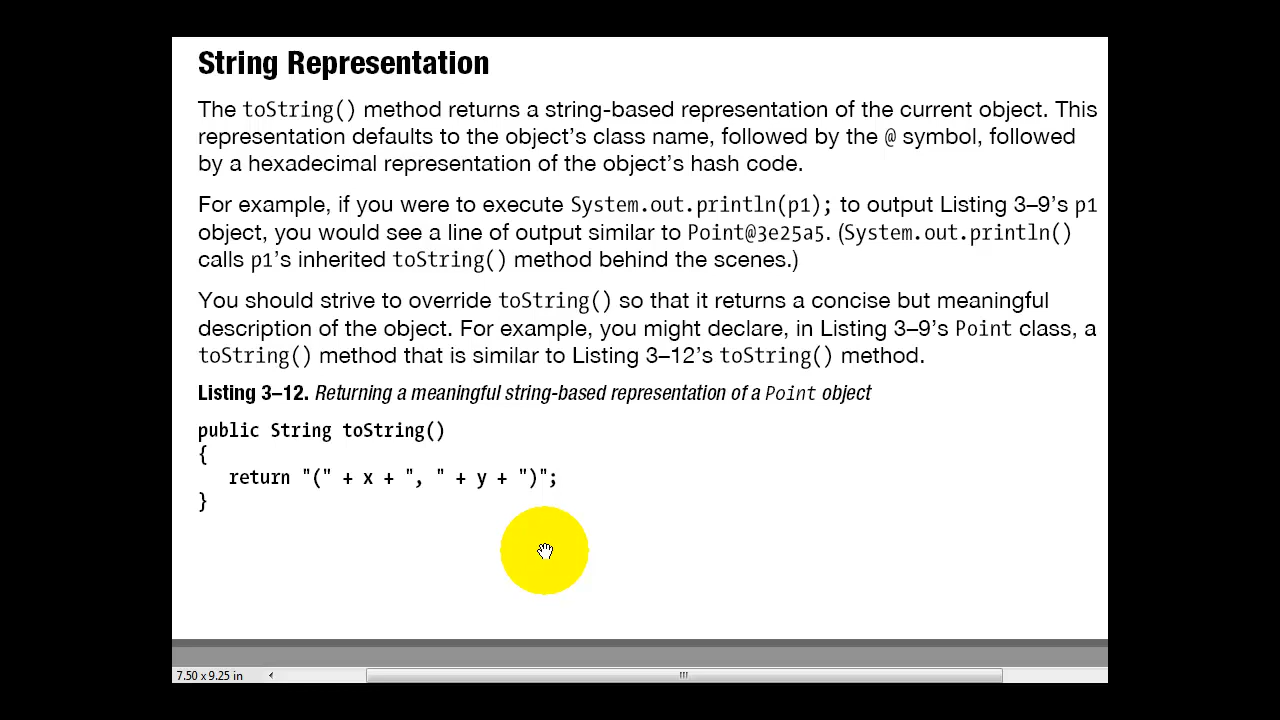 String Representation
The toString() method returns a string-based representation of the current object. This
representation defaults to the object's class name, followed by the @ symbol, followed
by a hexadecimal representation of the object's hash code.
For example, if you were to execute System.out.println(p1); to output Listing 3–9's p1
object, you would see a line of output similar to Point@3e25a5. (System.out.println()
calls p1's inherited toString() method behind the scenes.)
You should strive to override toString() so that it returns a concise but meaningful
description of the object. For example, you might declare, in Listing 3–9's Point class, a
toString() method that is similar to Listing 3–12's toString() method.
Listing 3–12. Returning a meaningful string-based representation of a Point object
public String toString()
{
   return "(" + x + ", " + y + ")";
}
7.50 x 9.25 in